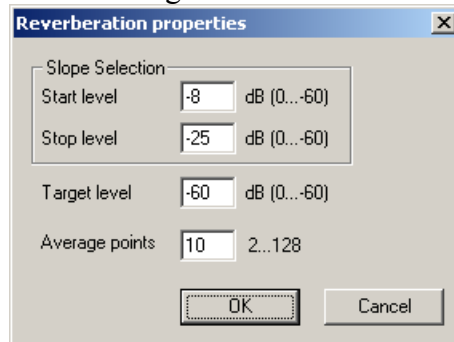 Reverberation properties
Slope Selection
Start level -8 dB (0...-60)
Stop level -25 dB (0...-60)
Target level -60 dB (0...-60)
Average points 10 2...128
OK Cancel